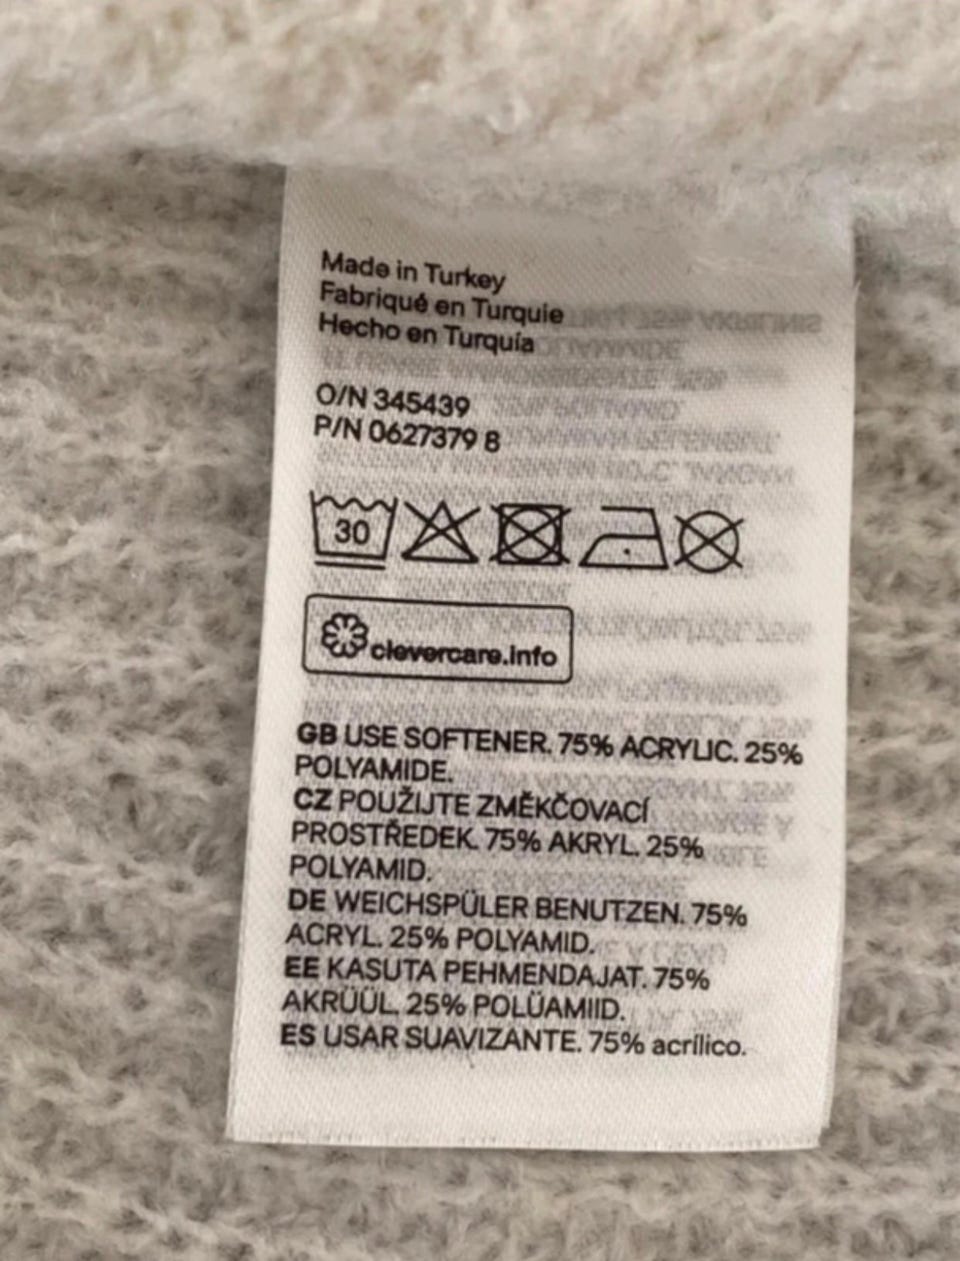 Made in Turkey
Fabriqué en Turquie
Hecho en Turquía
O/N 345439
P/N 0627379 8
30
clevercare.info
GB USE SOFTENER. 75% ACRYLIC. 25%
POLYAMIDE.
CZ POUŽIJTE ZMĚKČOVACÍ
PROSTŘEDEK. 75% AKRYL. 25%
POLYAMID.
DE WEICHSPÜLER BENUTZEN. 75%
ACRYL. 25% POLYAMID.
EE KASUTA PEHMENDAJAT. 75%
AKRÜÜL. 25% POLÜAMIID.
ES USAR SUAVIZANTE. 75% acrílico.